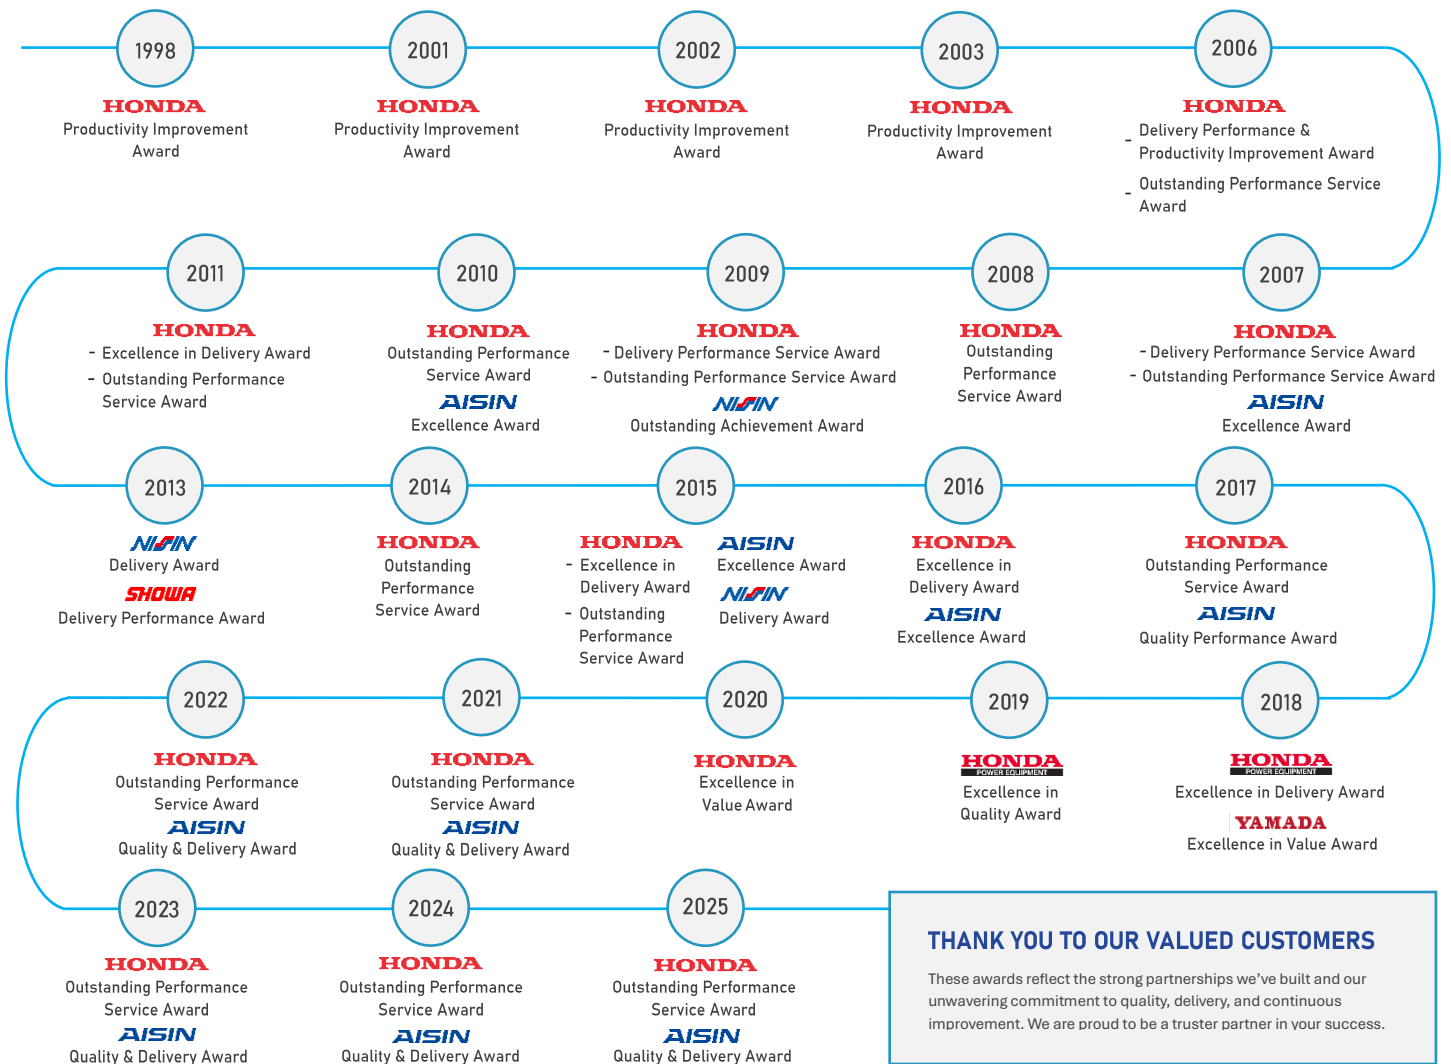 1998
HONDA
Productivity Improvement
Award
2001
HONDA
Productivity Improvement
Award
2002
HONDA
Productivity Improvement
Award
2003
HONDA
Productivity Improvement
Award
2006
HONDA
- Delivery Performance &
Productivity Improvement Award
- Outstanding Performance Service
Award
2007
HONDA
- Delivery Performance Service Award
- Outstanding Performance Service Award
AISIN
Excellence Award
2008
HONDA
Outstanding
Performance
Service Award
2009
HONDA
- Delivery Performance Service Award
- Outstanding Performance Service Award
NISSIN
Outstanding Achievement Award
2010
HONDA
Outstanding Performance
Service Award
AISIN
Excellence Award
2011
HONDA
- Excellence in Delivery Award
- Outstanding Performance
Service Award
2013
NISSIN
Delivery Award
SHOWA
Delivery Performance Award
2014
HONDA
Outstanding
Performance
Service Award
2015
HONDA
- Excellence in
Delivery Award
- Outstanding
Performance
Service Award
AISIN
Excellence Award
NISSIN
Delivery Award
2016
HONDA
Excellence in
Delivery Award
AISIN
Excellence Award
2017
HONDA
Outstanding Performance
Service Award
AISIN
Quality Performance Award
2018
HONDA
POWER EQUIPMENT
Excellence in Delivery Award
YAMADA
Excellence in Value Award
2019
HONDA
POWER EQUIPMENT
Excellence in
Quality Award
2020
HONDA
Excellence in
Value Award
2021
HONDA
Outstanding Performance
Service Award
AISIN
Quality & Delivery Award
2022
HONDA
Outstanding Performance
Service Award
AISIN
Quality & Delivery Award
2023
HONDA
Outstanding Performance
Service Award
AISIN
Quality & Delivery Award
2024
HONDA
Outstanding Performance
Service Award
AISIN
Quality & Delivery Award
2025
HONDA
Outstanding Performance
Service Award
AISIN
Quality & Delivery Award
THANK YOU TO OUR VALUED CUSTOMERS
These awards reflect the strong partnerships we've built and our
unwavering commitment to quality, delivery, and continuous
improvement. We are proud to be a truster partner in your success.